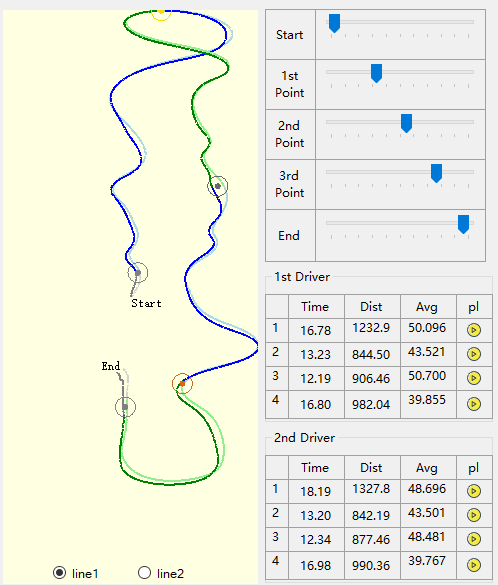 Start
1st
Point
2nd
Point
3rd
Point
End
Start
End
line1 line2
1st Driver
Time Dist Avg pl
1 16.78 1232.9 50.096
2 13.23 844.50 43.521
3 12.19 906.46 50.700
4 16.80 982.04 39.855
2nd Driver
Time Dist Avg pl
1 18.19 1327.8 48.696
2 13.20 842.19 43.501
3 12.34 877.46 48.481
4 16.98 990.36 39.767